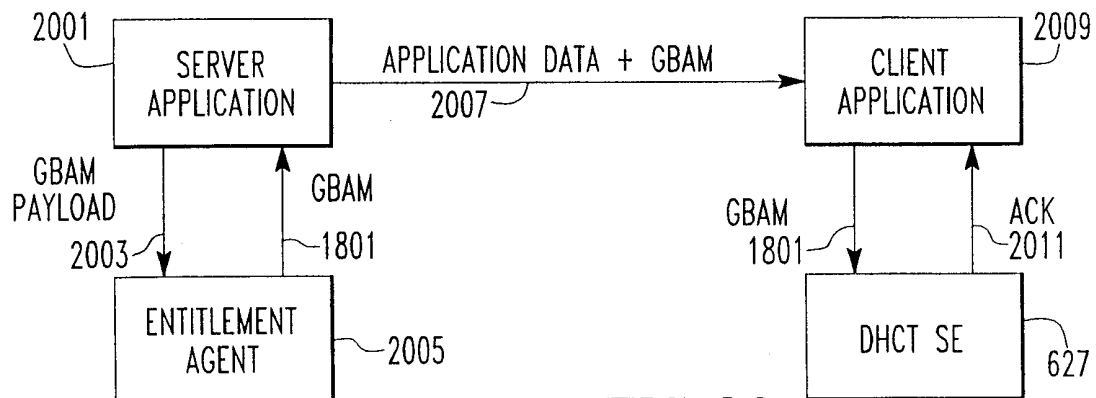 2001
SERVER
APPLICATION
APPLICATION DATA + GBAM
2007
CLIENT
APPLICATION
2009
GBAM
PAYLOAD
2003
GBAM
1801
GBAM
1801
ACK
2011
ENTITLEMENT
AGENT
2005
DHCT SE
627